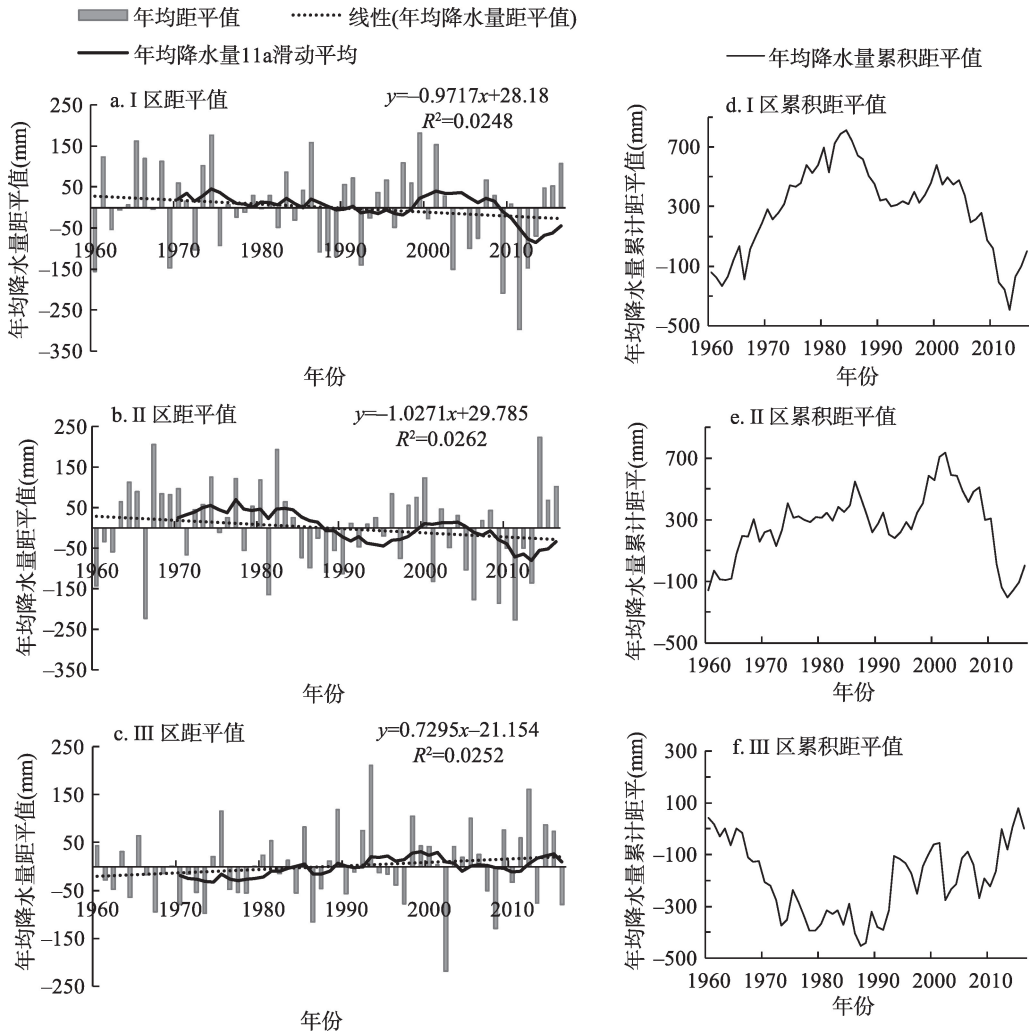 年均距平值 线性(年均降水量距平值)
年均降水量11a滑动平均
年均降水量累积距平值
a. I 区距平值
y=–0.9717x+28.18
R²=0.0248
年均降水量距平值(mm)
250
150
50
–50
–150
–250
–350
1960 1970 1980 1990 2000 2010
年份
d. I 区累积距平值
年均降水量累计距平值(mm)
700
300
–100
–500
1960 1970 1980 1990 2000 2010
年份
b. II 区距平值
y=–1.0271x+29.785
R²=0.0262
年均降水量距平值(mm)
250
150
50
–50
–150
–250
–350
1960 1970 1980 1990 2000 2010
年份
e. II 区累积距平值
年均降水量累计距平(mm)
700
300
–100
–500
1960 1970 1980 1990 2000 2010
年份
c. III 区距平值
y=0.7295x–21.154
R²=0.0252
年均降水量距平值(mm)
250
150
50
–50
–150
–250
1960 1970 1980 1990 2000 2010
年份
f. III 区累积距平值
年均降水量累计距平(mm)
300
100
–100
–300
–500
1960 1970 1980 1990 2000 2010
年份